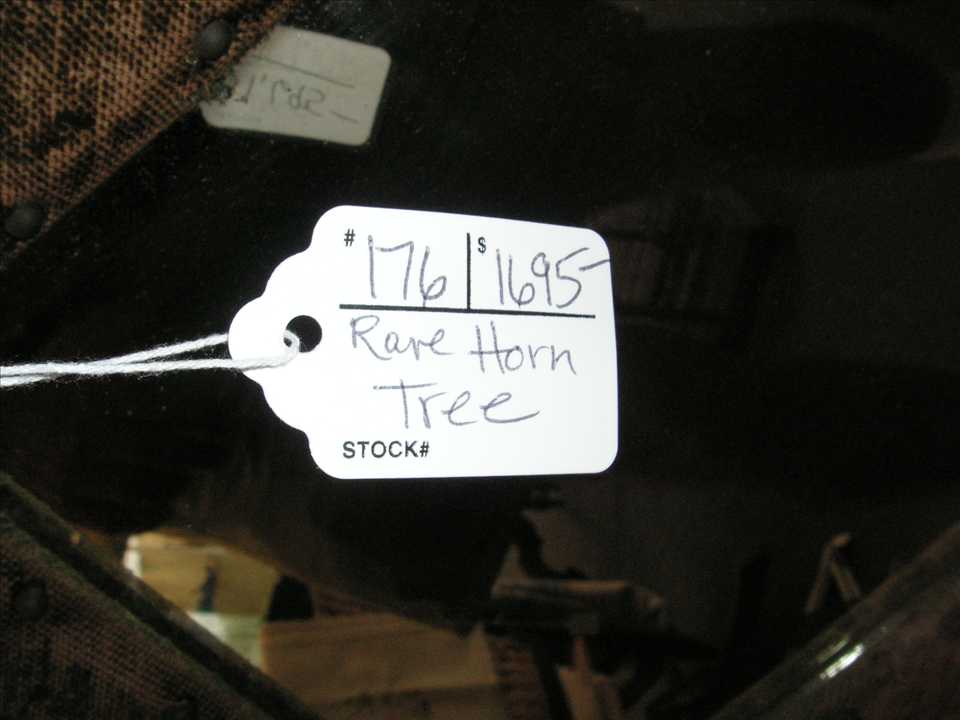 # 176 $ 1695-
Rare Horn
Tree
STOCK#